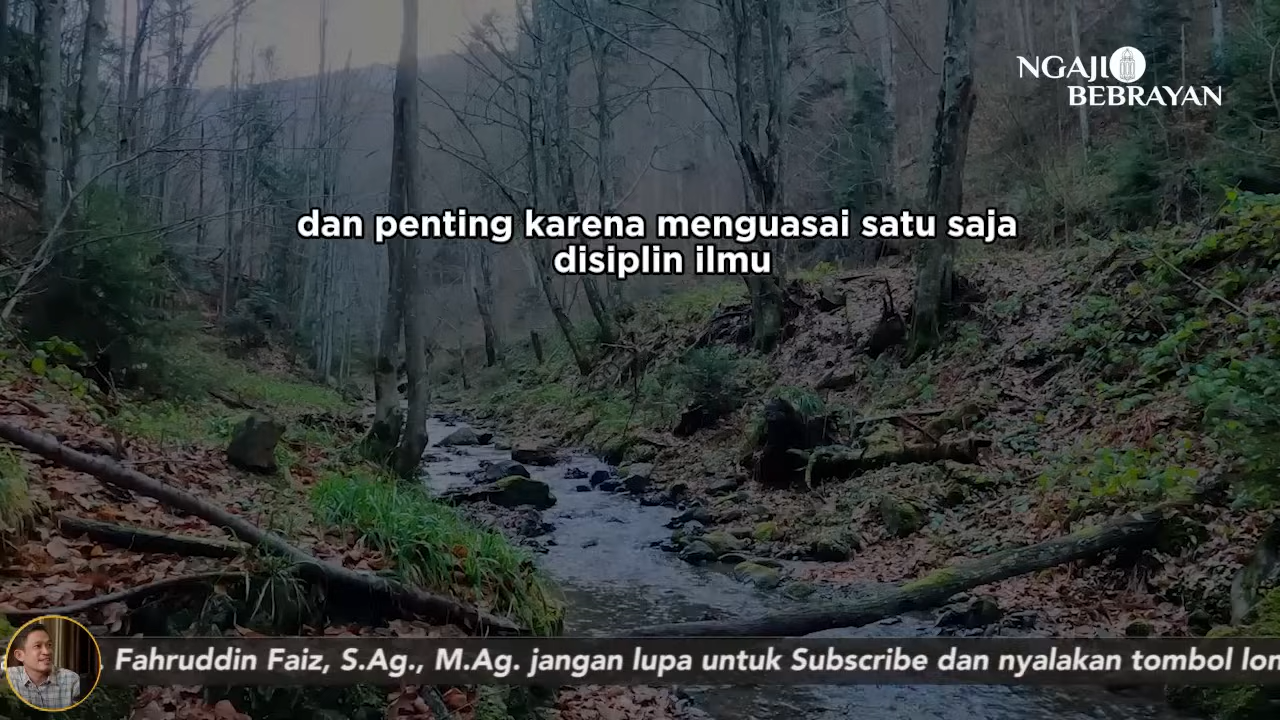 NGAJI
BEBRAYAN
dan penting karena menguasai satu saja
disiplin ilmu
. Fahruddin Faiz, S.Ag., M.Ag. jangan lupa untuk Subscribe dan nyalakan tombol